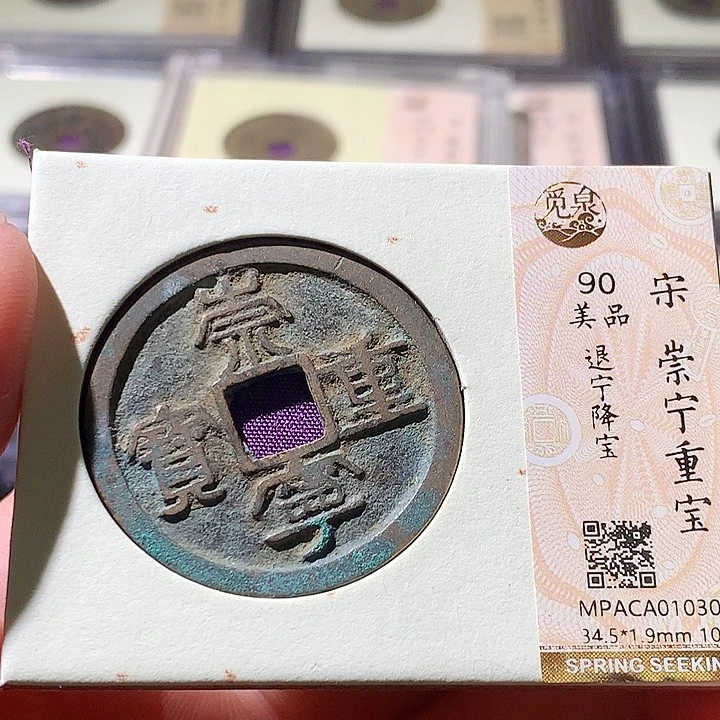 崇
重
寶
寧
觅泉
90
美品
退宁降宝
宋 崇宁重宝
MPACA01030
34.5*1.9mm 10
SPRING SEEKIN